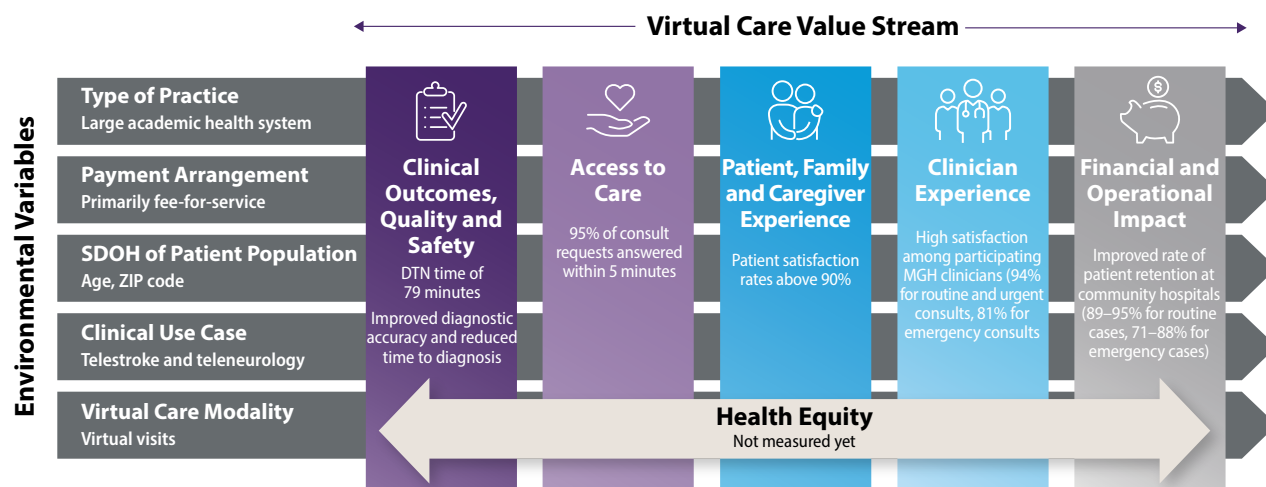 Virtual Care Value Stream
Environmental Variables
Type of Practice
Large academic health system
Payment Arrangement
Primarily fee-for-service
SDOH of Patient Population
Age, ZIP code
Clinical Use Case
Telestroke and teleneurology
Virtual Care Modality
Virtual visits
Clinical
Outcomes,
Quality and
Safety
DTN time of
79 minutes
Improved diagnostic
accuracy and reduced
time to diagnosis
Access to
Care
95% of consult
requests answered
within 5 minutes
Patient, Family
and Caregiver
Experience
Patient satisfaction
rates above 90%
Clinician
Experience
High satisfaction
among participating
MGH clinicians (94%
for routine and urgent
consults, 81% for
emergency consults
$
Financial and
Operational
Impact
Improved rate of
patient retention at
community hospitals
(89–95% for routine
cases, 71–88% for
emergency cases)
Health Equity
Not measured yet